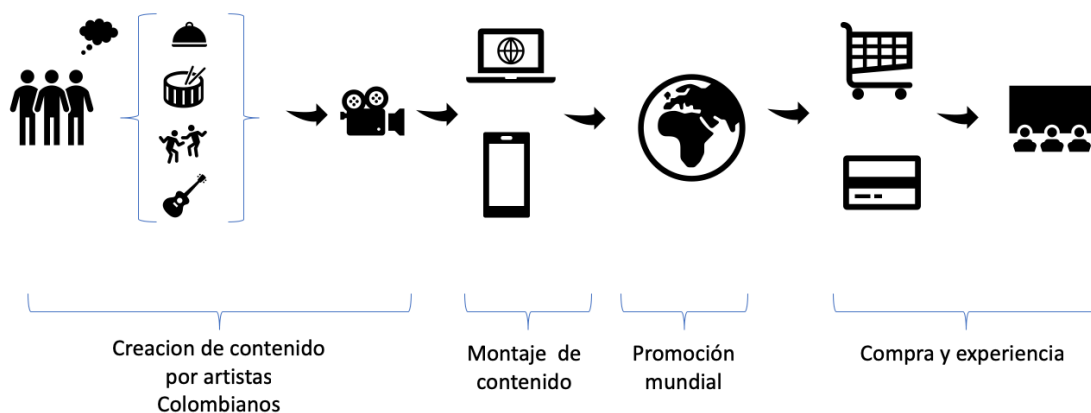 Creacion de contenido
por artistas
Colombianos
Montaje de
contenido
Promoción
mundial
Compra y experiencia